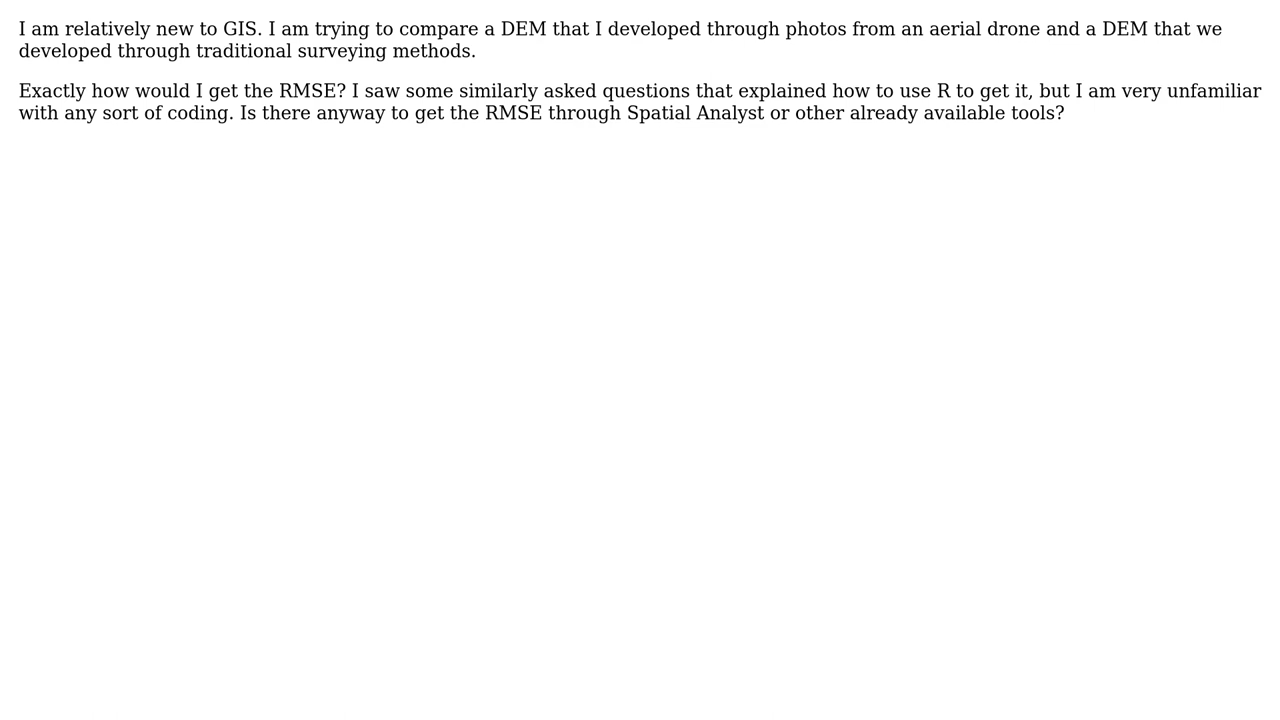 I am relatively new to GIS. I am trying to compare a DEM that I developed through photos from an aerial drone and a DEM that we
developed through traditional surveying methods.
Exactly how would I get the RMSE? I saw some similarly asked questions that explained how to use R to get it, but I am very unfamiliar
with any sort of coding. Is there anyway to get the RMSE through Spatial Analyst or other already available tools?